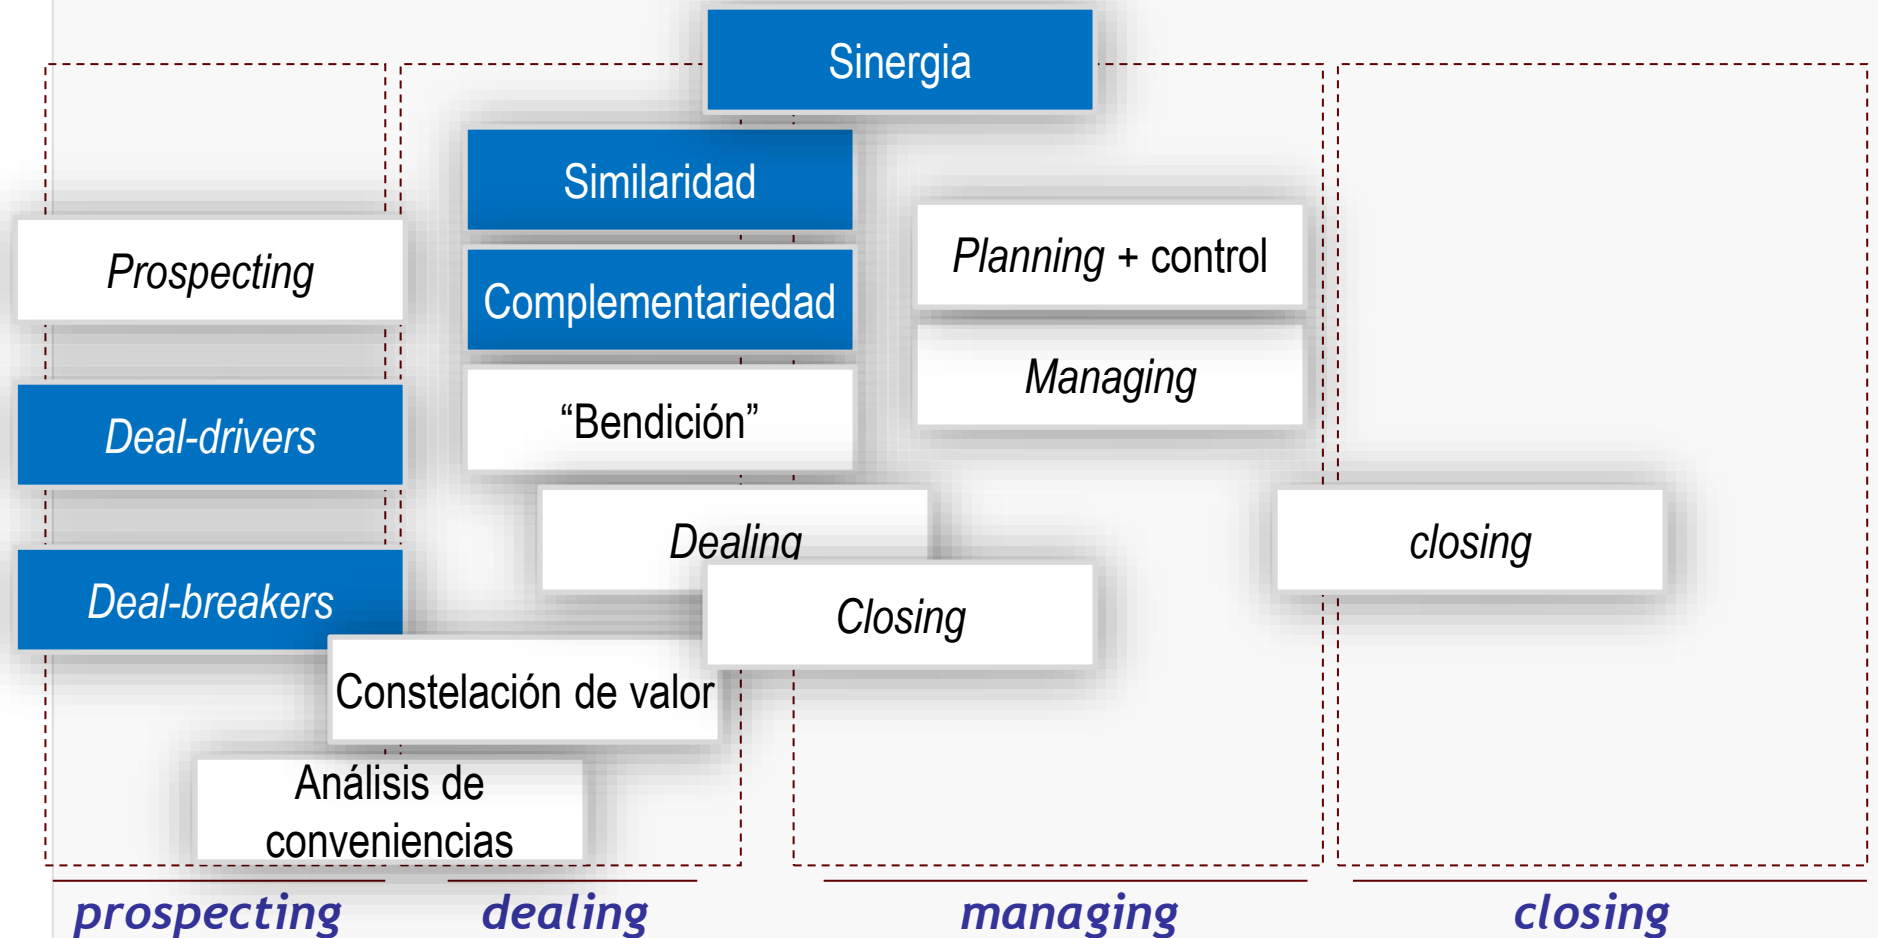 Sinergia
Similaridad
Complementariedad
“Bendición”
Prospecting
Deal-drivers
Deal-breakers
Planning + control
Managing
Dealing
Closing
closing
Constelación de valor
Análisis de
conveniencias
prospecting
dealing
managing
closing